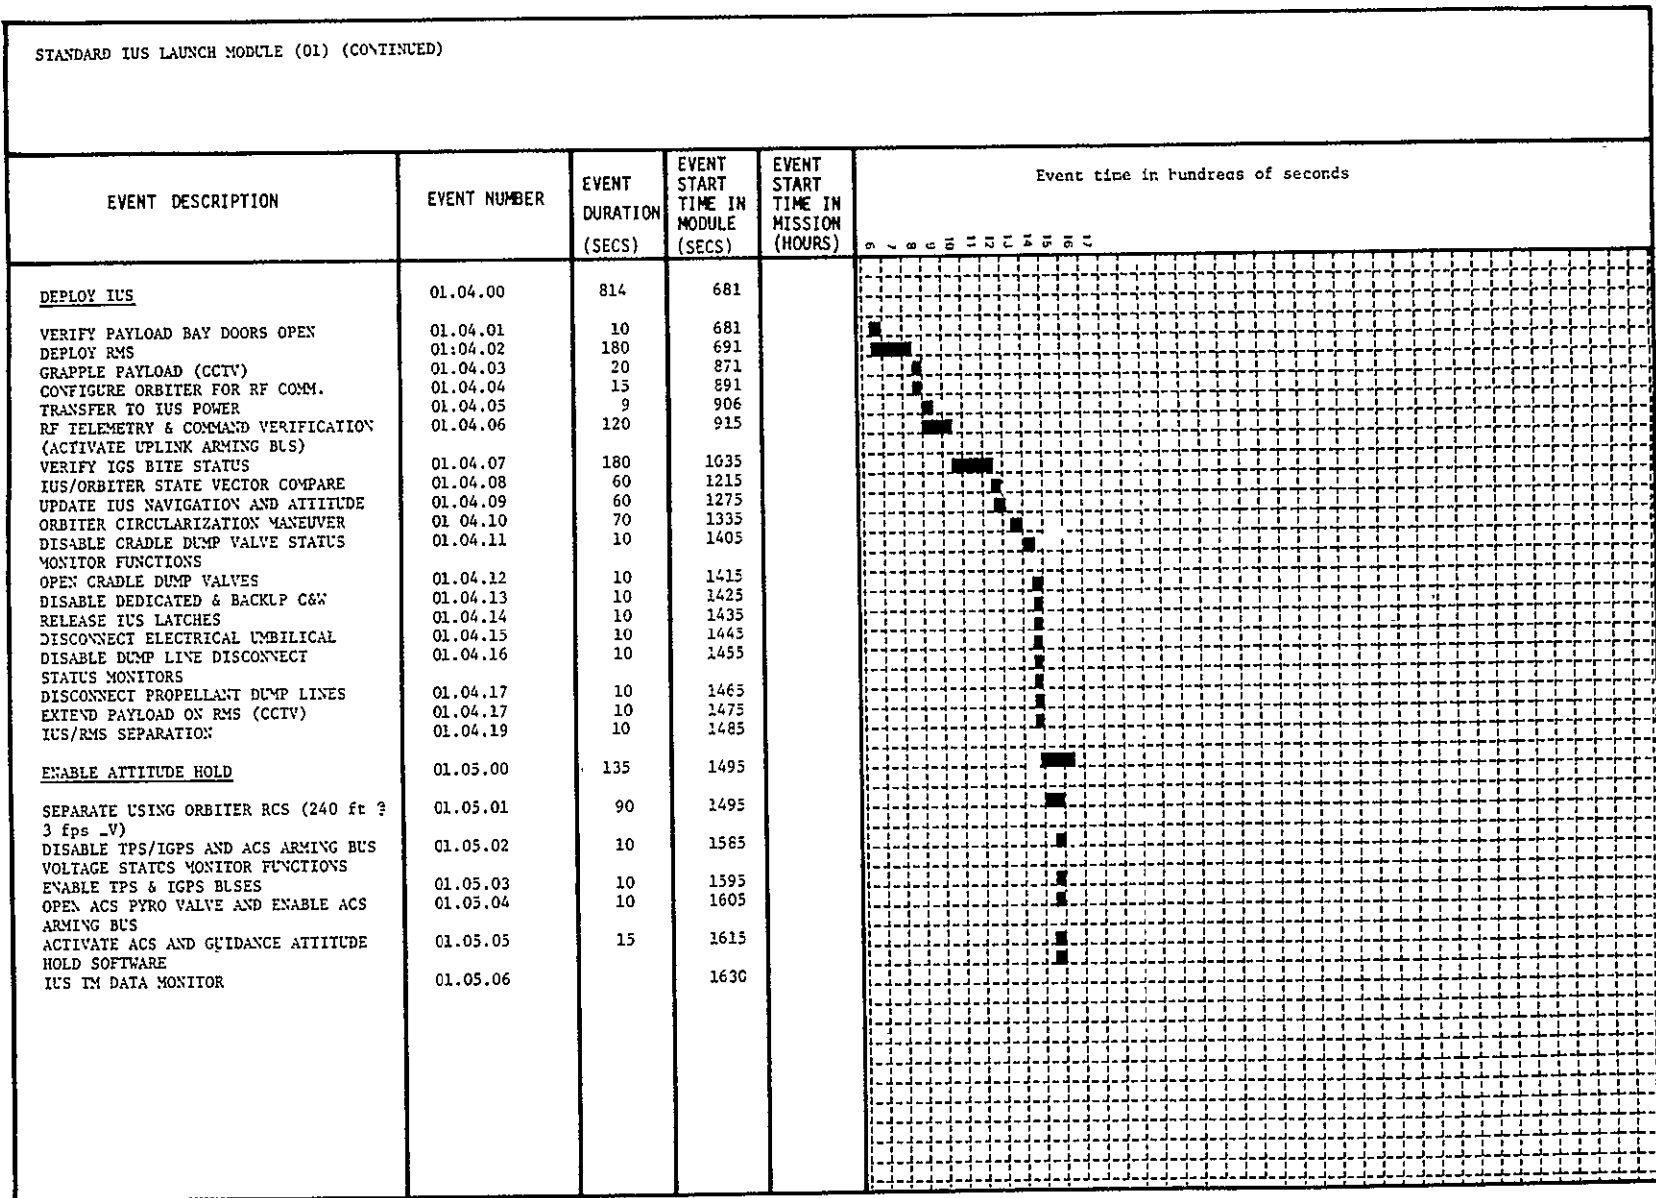 STANDARD IUS LAUNCH MODULE (01) (CONTINUED)
EVENT DESCRIPTION
EVENT NUMBER
EVENT
DURATION
(SECS)
EVENT
START
TIME IN
MODULE
(SECS)
EVENT
START
TIME IN
MISSION
(HOURS)
Event time in hundreds of seconds
6 7 8 9 10 11 12 13 14 15 16 17
DEPLOY IUS 01.04.00 814 681
VERIFY PAYLOAD BAY DOORS OPEN 01.04.01 10 681
DEPLOY RMS 01:04.02 180 691
GRAPPLE PAYLOAD (CCTV) 01.04.03 20 871
CONFIGURE ORBITER FOR RF COMM. 01.04.04 15 891
TRANSFER TO IUS POWER 01.04.05 9 906
RF TELEMETRY & COMMAND VERIFICATION 01.04.06 120 915
(ACTIVATE UPLINK ARMING BUS)
VERIFY IGS BITE STATUS 01.04.07 180 1035
IUS/ORBITER STATE VECTOR COMPARE 01.04.08 60 1215
UPDATE IUS NAVIGATION AND ATTITUDE 01.04.09 60 1275
ORBITER CIRCULARIZATION MANEUVER 01 04.10 70 1335
DISABLE CRADLE DUMP VALVE STATUS 01.04.11 10 1405
MONITOR FUNCTIONS
OPEN CRADLE DUMP VALVES 01.04.12 10 1415
DISABLE DEDICATED & BACKUP C&W 01.04.13 10 1425
RELEASE IUS LATCHES 01.04.14 10 1435
DISCONNECT ELECTRICAL UMBILICAL 01.04.15 10 1445
DISABLE DUMP LINE DISCONNECT 01.04.16 10 1455
STATUS MONITORS
DISCONNECT PROPELLANT DUMP LINES 01.04.17 10 1465
EXTEND PAYLOAD ON RMS (CCTV) 01.04.17 10 1475
IUS/RMS SEPARATION 01.04.19 10 1485
ENABLE ATTITUDE HOLD 01.05.00 135 1495
SEPARATE USING ORBITER RCS (240 ft 01.05.01 90 1495
3 fps V)
DISABLE TPS/IGPS AND ACS ARMING BUS 01.05.02 10 1585
VOLTAGE STATUS MONITOR FUNCTIONS
ENABLE TPS & IGPS BUSES 01.05.03 10 1595
OPEN ACS PYRO VALVE AND ENABLE ACS 01.05.04 10 1605
ARMING BUS
ACTIVATE ACS AND GUIDANCE ATTITUDE 01.05.05 15 1615
HOLD SOFTWARE
IUS TM DATA MONITOR 01.05.06 1630